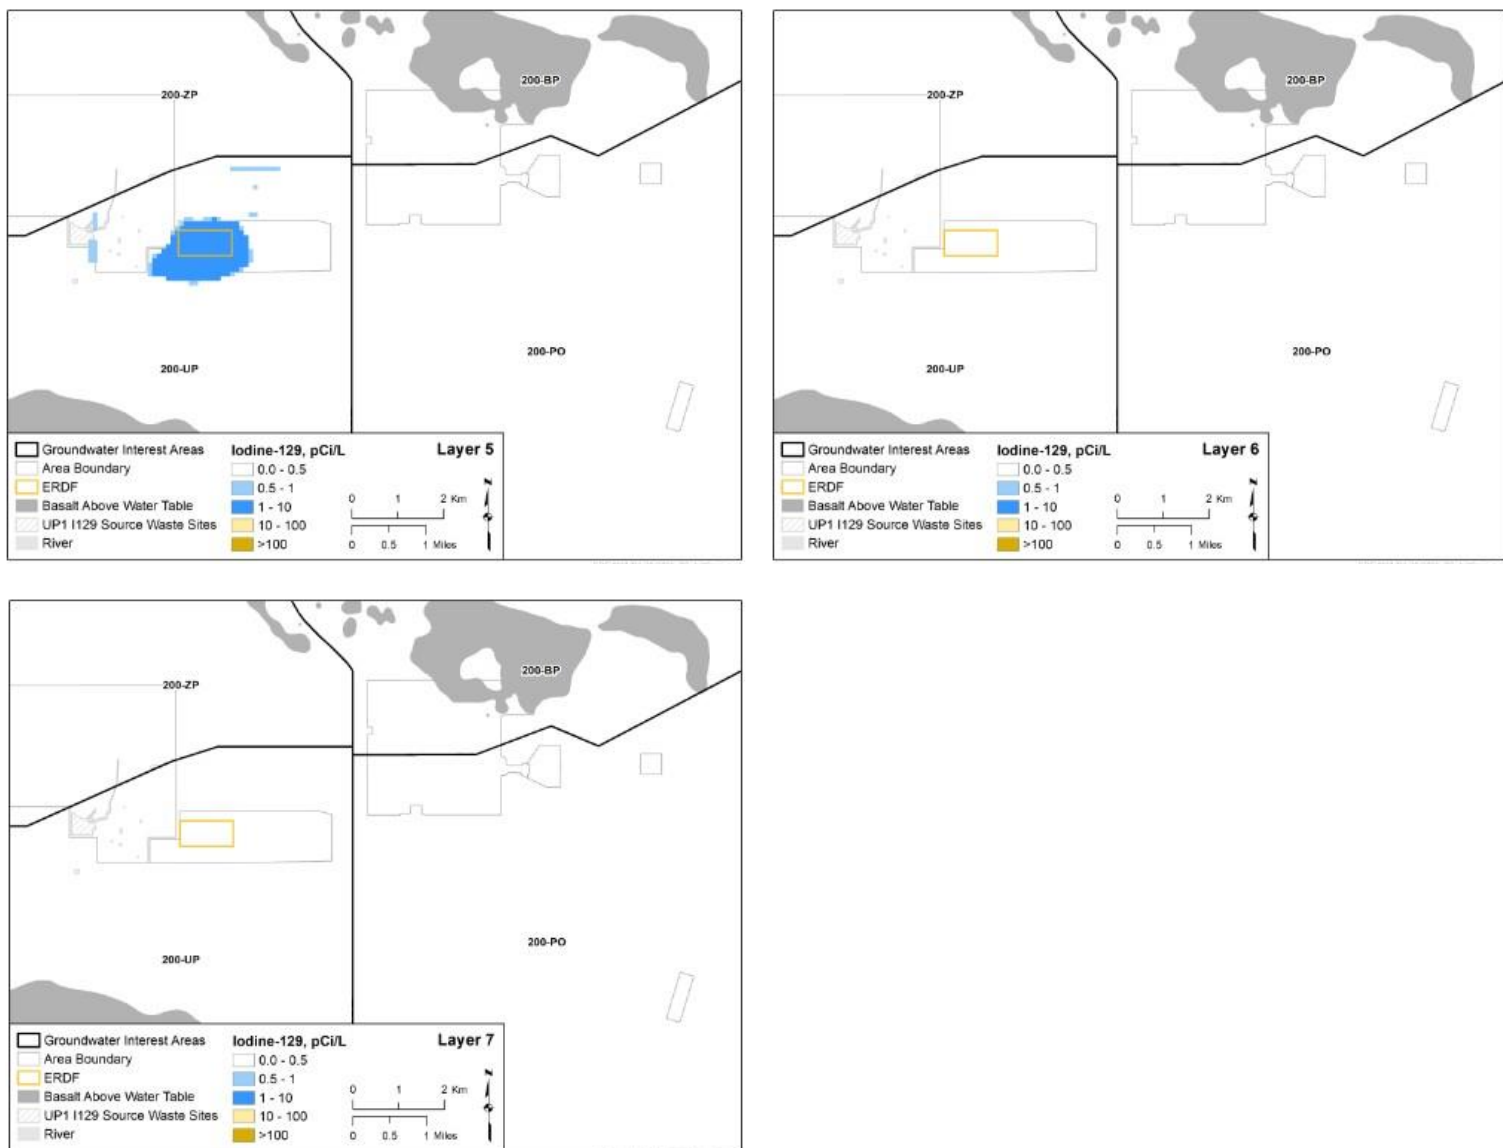 200-ZP
200-BP
200-UP
200-PO
Groundwater Interest Areas
Area Boundary
ERDF
Basalt Above Water Table
UP1 I129 Source Waste Sites
River
Iodine-129, pCi/L
0.0 - 0.5
0.5 - 1
1 - 10
10 - 100
>100
Layer 5
0 1 2 Km
0 0.5 1 Miles
N
200-ZP
200-BP
200-UP
200-PO
Groundwater Interest Areas
Area Boundary
ERDF
Basalt Above Water Table
UP1 I129 Source Waste Sites
River
Iodine-129, pCi/L
0.0 - 0.5
0.5 - 1
1 - 10
10 - 100
>100
Layer 6
0 1 2 Km
0 0.5 1 Miles
N
200-ZP
200-BP
200-UP
200-PO
Groundwater Interest Areas
Area Boundary
ERDF
Basalt Above Water Table
UP1 I129 Source Waste Sites
River
Iodine-129, pCi/L
0.0 - 0.5
0.5 - 1
1 - 10
10 - 100
>100
Layer 7
0 1 2 Km
0 0.5 1 Miles
N